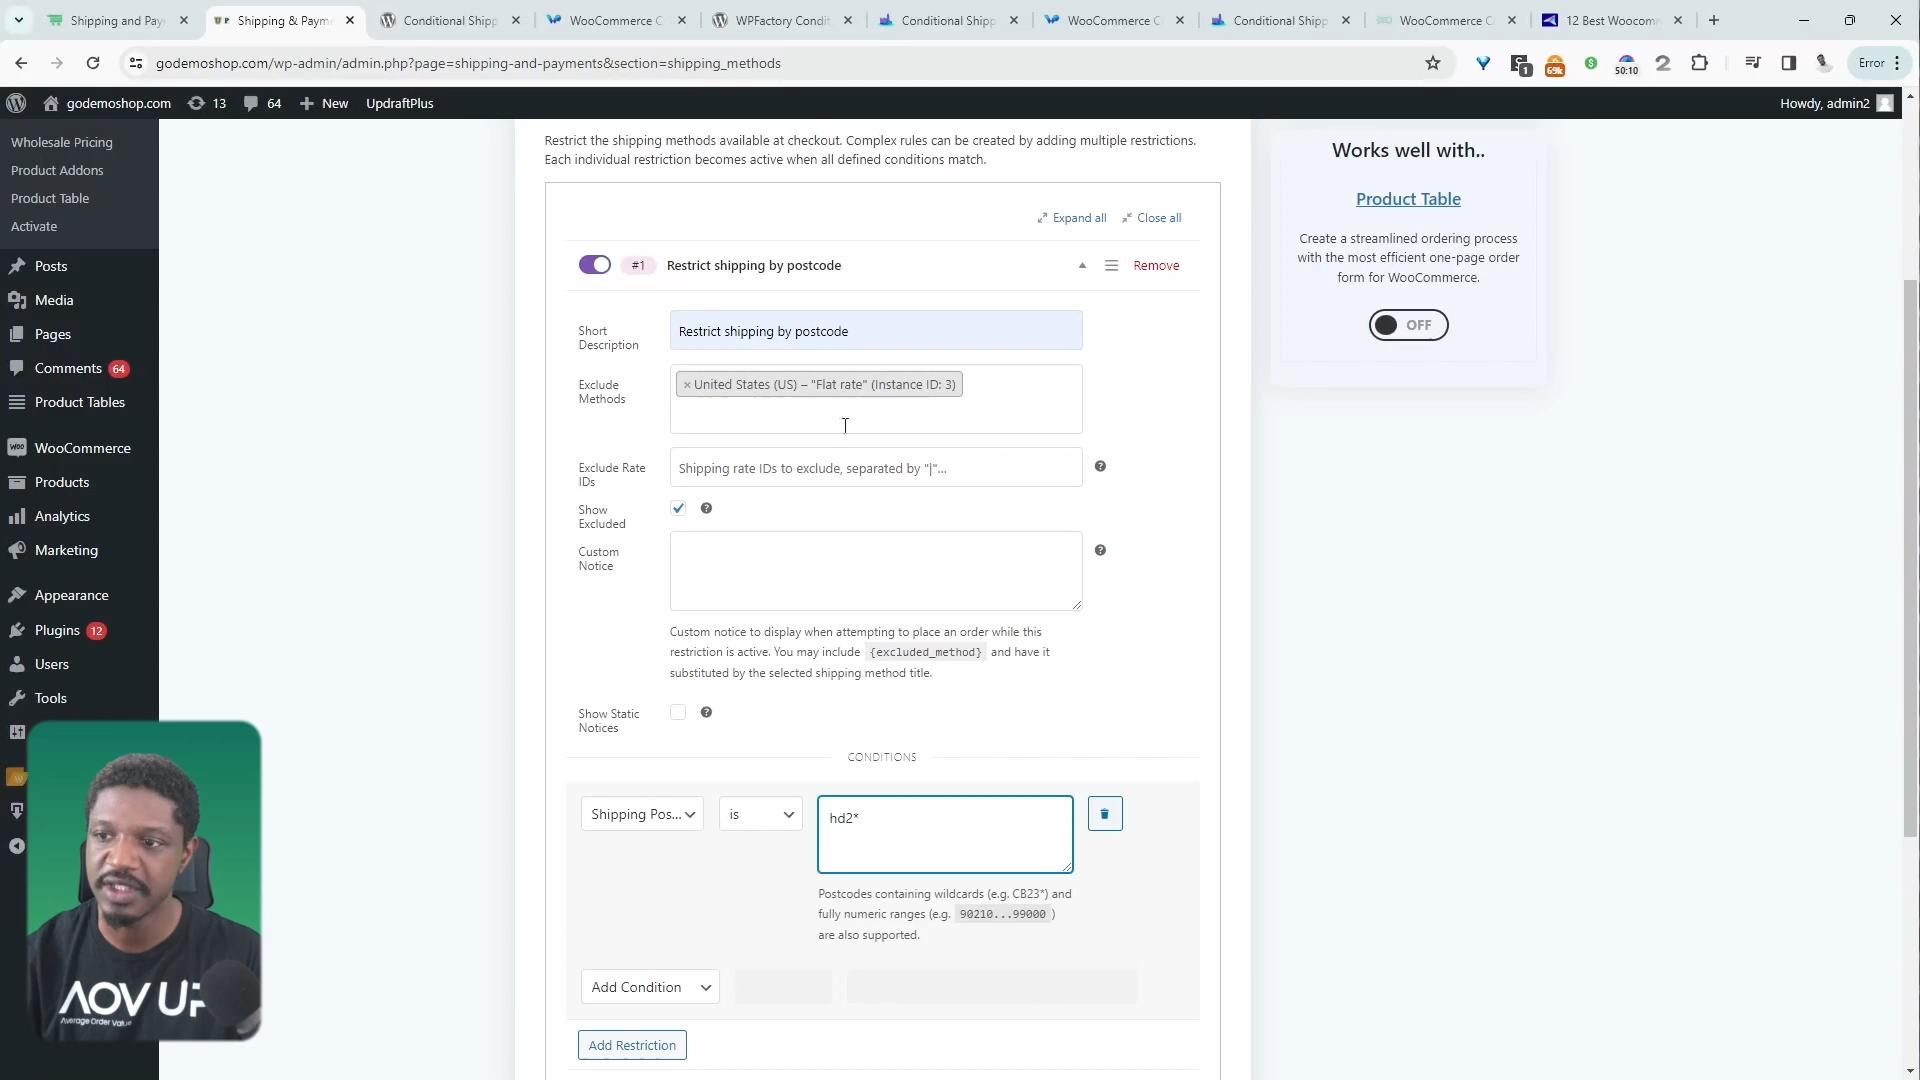 Shipping and Pay
Shipping & Paym
Conditional Shipp
WooCommerce C
WPFactory Condit
Conditional Shipp
WooCommerce C
Conditional Shipp
WooCommerce C
12 Best Woocomm
godemoshop.com/wp-admin/admin.php?page=shipping-and-payments&section=shipping_methods
1
69k
50:10
Error
godemoshop.com
13
64
New
UpdraftPlus
Howdy, admin2
Wholesale Pricing
Product Addons
Product Table
Activate
Posts
Media
Pages
Comments 64
Product Tables
WooCommerce
Products
Analytics
Marketing
Appearance
Plugins 12
Users
Tools
Restrict the shipping methods available at checkout. Complex rules can be created by adding multiple restrictions.
Each individual restriction becomes active when all defined conditions match.
Expand all
Close all
#1
Restrict shipping by postcode
Remove
Short
Description
Restrict shipping by postcode
Exclude
Methods
× United States (US) – "Flat rate" (Instance ID: 3)
Exclude Rate
IDs
Shipping rate IDs to exclude, separated by "|"...
Show
Excluded
Custom
Notice
Custom notice to display when attempting to place an order while this
restriction is active. You may include {excluded_method} and have it
substituted by the selected shipping method title.
Show Static
Notices
CONDITIONS
Shipping Pos...
is
hd2*
Postcodes containing wildcards (e.g. CB23*) and
fully numeric ranges (e.g. 90210...99000 )
are also supported.
Add Condition
Add Restriction
Works well with..
Product Table
Create a streamlined ordering process
with the most efficient one-page order
form for WooCommerce.
OFF
AOV UP
Average Order Value